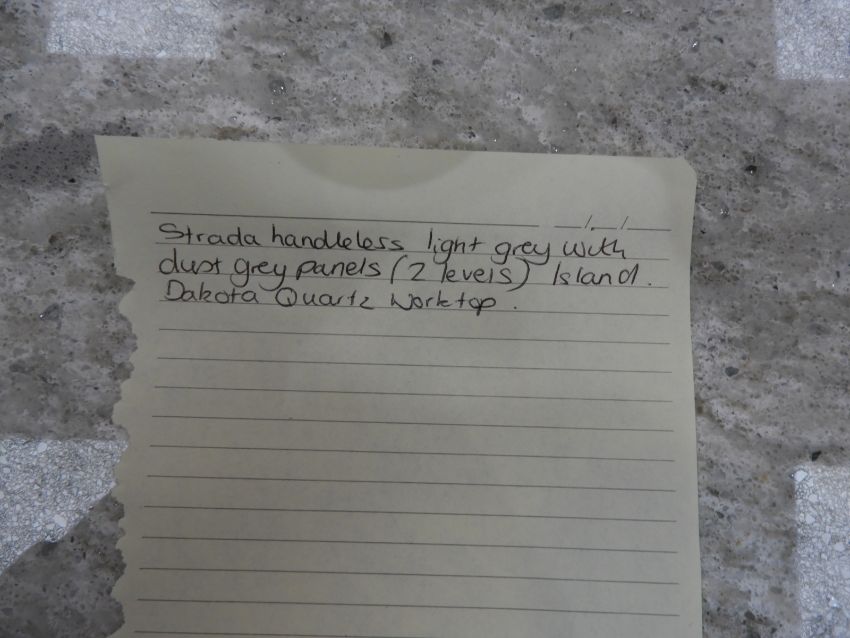 Strada handleless light grey with
dust grey panels (2 levels) Island.
Dakota Quartz Worktop.